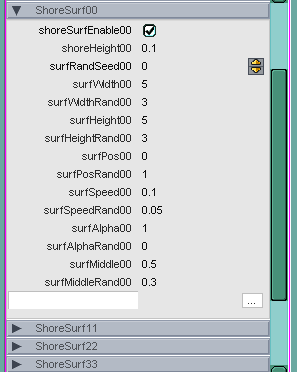 ShoreSurf00
shoreSurfEnable00
shoreHeight00 0.1
surfRandSeed00 0
surfWidth00 5
surfWidthRand00 3
surfHeight00 5
surfHeightRand00 3
surfPos00 0
surfPosRand00 1
surfSpeed00 0.1
surfSpeedRand00 0.05
surfAlpha00 1
surfAlphaRand00 0
surfMiddle00 0.5
surfMiddleRand00 0.3
...
ShoreSurf11
ShoreSurf22
ShoreSurf33